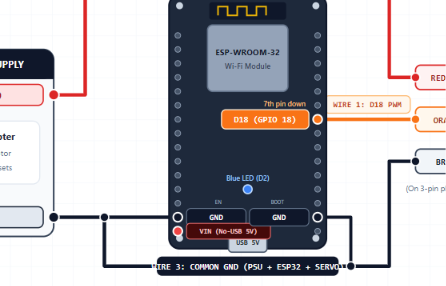 UPPLY
pter
tor
sets
ESP-WROOM-32
Wi-Fi Module
7th pin down
D18 (GPIO 18)
WIRE 1: D18 PWM
RED
ORA
BR
(On 3-pin pl
Blue LED (D2)
EN
BOOT
GND
GND
VIN (No-USB 5V)
USB 5V
WIRE 3: COMMON GND (PSU + ESP32 + SERVO)